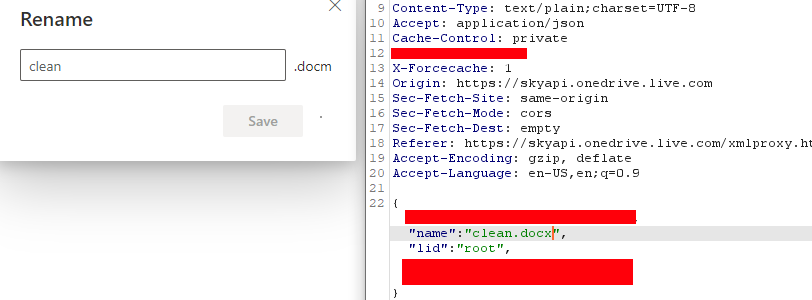 Rename
clean
.docm
Save
9 Content-Type: text/plain;charset=UTF-8
10 Accept: application/json
11 Cache-Control: private
12
13 X-Forcecache: 1
14 Origin: https://skyapi.onedrive.live.com
15 Sec-Fetch-Site: same-origin
16 Sec-Fetch-Mode: cors
17 Sec-Fetch-Dest: empty
18 Referer: https://skyapi.onedrive.live.com/xmlproxy.ht
19 Accept-Encoding: gzip, deflate
20 Accept-Language: en-US,en;q=0.9
21
22 {
"name":"clean.docx",
"lid":"root",
}